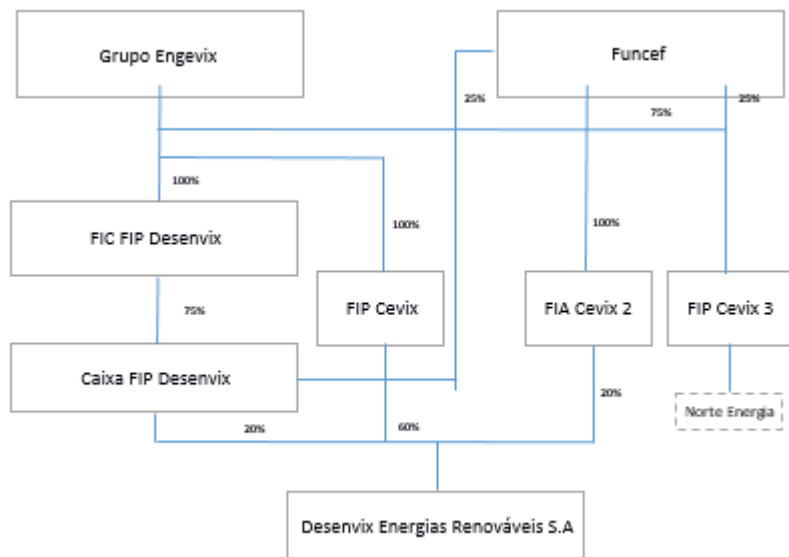 Grupo Engevix
Funcef
25%
75%
25%
100%
FIC FIP Desenvix
100%
100%
FIP Cevix
FIA Cevix 2
FIP Cevix 3
75%
Caixa FIP Desenvix
20%
Norte Energia
20%
60%
Desenvix Energias Renováveis S.A